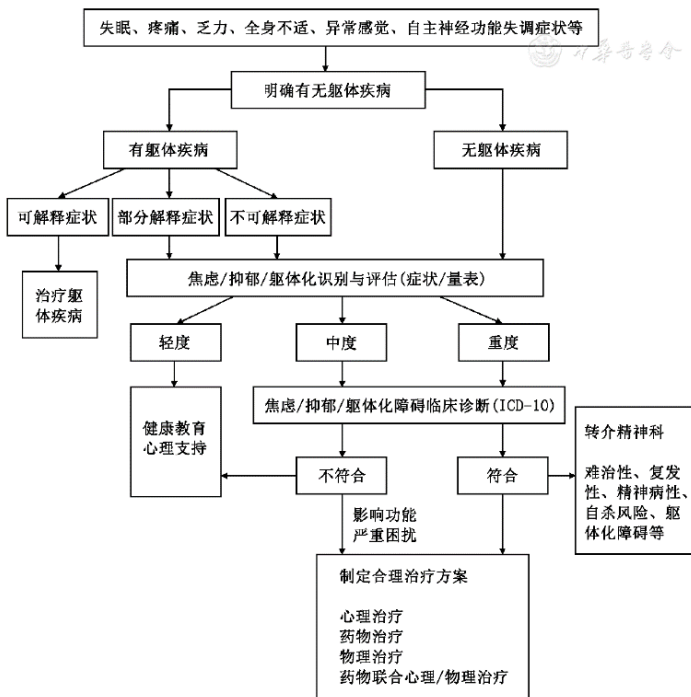 失眠、疼痛、乏力、全身不适、异常感觉、自主神经功能失调症状等
中华医学会
明确有无躯体疾病
有躯体疾病
无躯体疾病
可解释症状
部分解释症状
不可解释症状
治疗躯
体疾病
焦虑/抑郁/躯体化识别与评估(症状/量表)
轻度
中度
重度
健康教育
心理支持
焦虑/抑郁/躯体化障碍临床诊断(ICD-10)
不符合
符合
转介精神科
难治性、复发
性、精神病性、
自杀风险、躯
体化障碍等
影响功能
严重困扰
制定合理治疗方案
心理治疗
药物治疗
物理治疗
药物联合心理/物理治疗